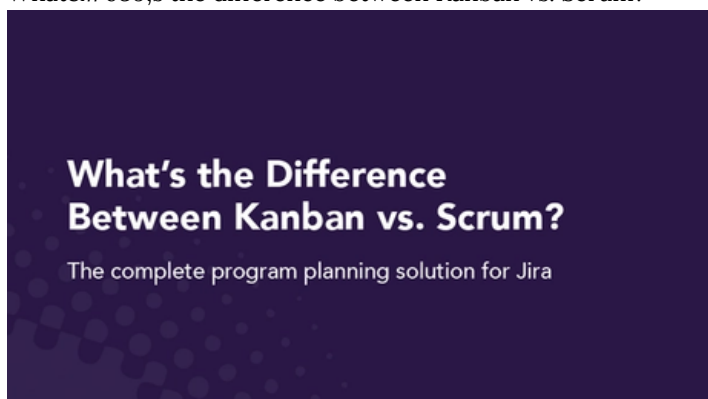 What's the Difference
Between Kanban vs. Scrum?
The complete program planning solution for Jira